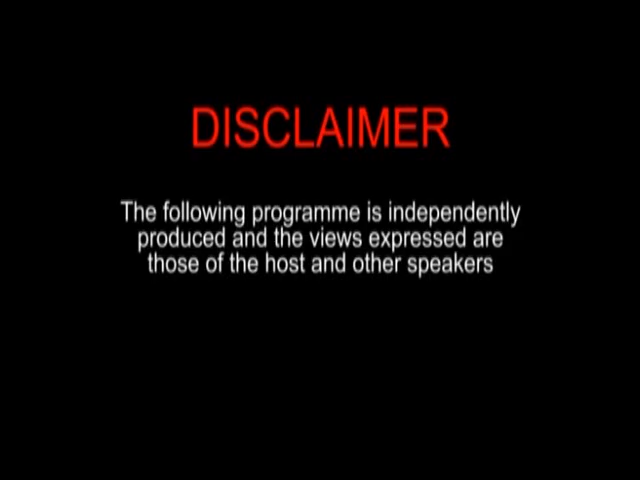 DISCLAIMER
The following programme is independently
produced and the views expressed are
those of the host and other speakers